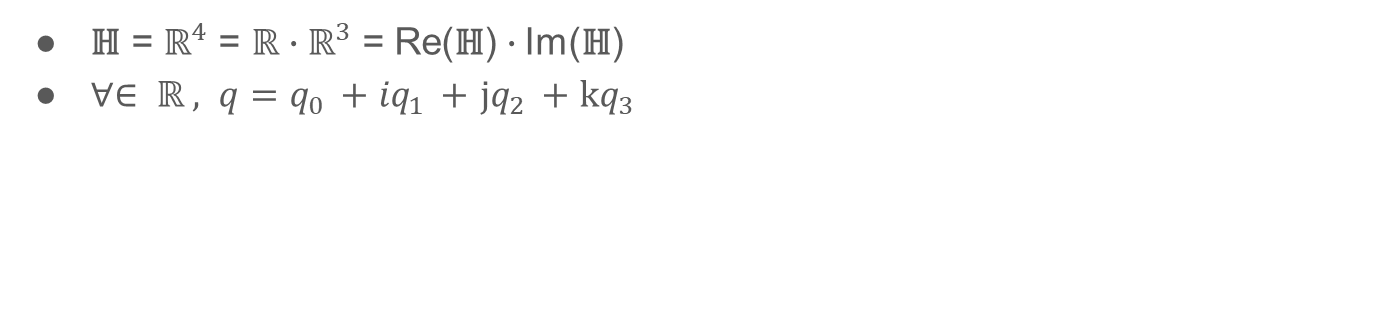 ● ℍ = ℝ⁴ = ℝ · ℝ³ = Re(ℍ) · Im(ℍ)
● ∀∈ ℝ, q = q₀ + iq₁ + jq₂ + kq₃